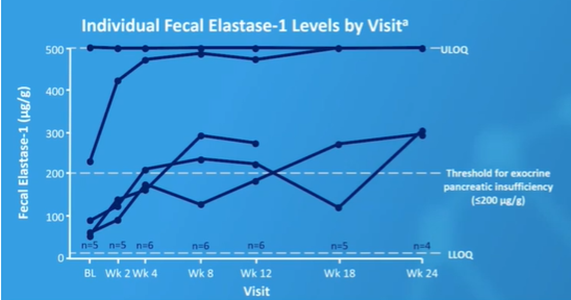 Individual Fecal Elastase-1 Levels by Visitᵃ
Fecal Elastase-1 (µg/g)
500
400
300
200
100
0
ULOQ
Threshold for exocrine
pancreatic insufficiency
(≤200 µg/g)
LLOQ
n=5 n=5 n=6 n=6 n=6 n=5 n=4
BL Wk 2 Wk 4 Wk 8 Wk 12 Wk 18 Wk 24
Visit